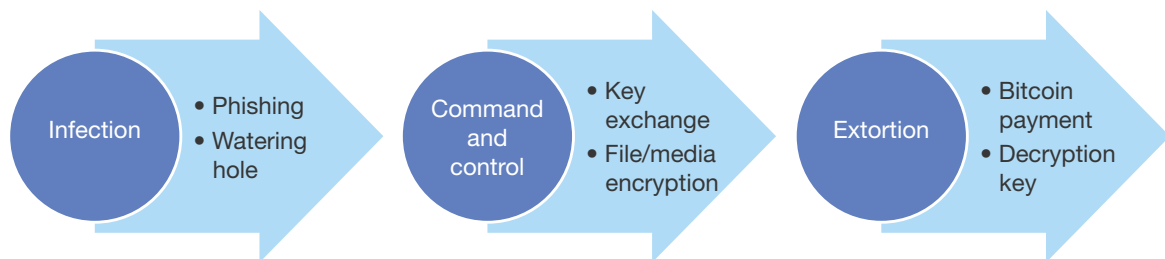 Infection
• Phishing
• Watering
hole
Command
and
control
• Key
exchange
• File/media
encryption
Extortion
• Bitcoin
payment
• Decryption
key